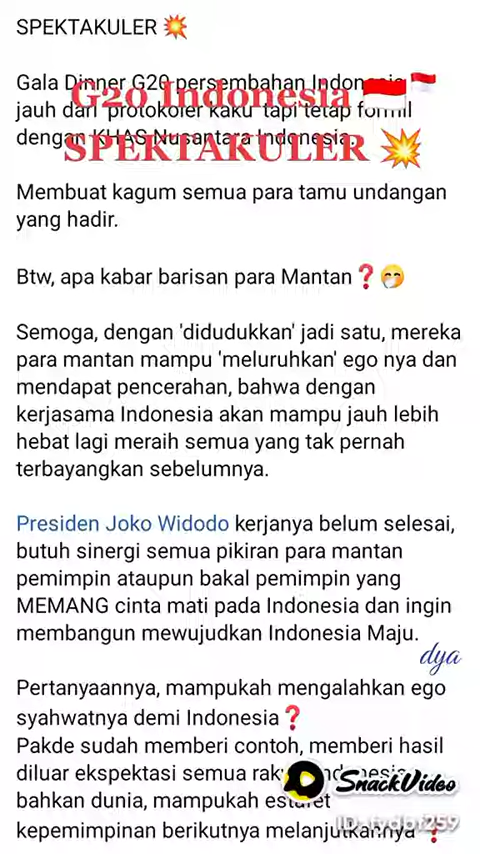 SPEKTAKULER 💥
Gala Dinner G20 persembahan Indonesia
G20 Indonesia 🇮🇩
jauh dari protokoler kaku tapi tetap formil
dengan KHAS Nusantara Indonesia.
SPEKTAKULER 💥
Membuat kagum semua para tamu undangan
yang hadir.
Btw, apa kabar barisan para Mantan❓🤭
Semoga, dengan 'didudukkan' jadi satu, mereka
para mantan mampu 'meluruhkan' ego nya dan
mendapat pencerahan, bahwa dengan
kerjasama Indonesia akan mampu jauh lebih
hebat lagi meraih semua yang tak pernah
terbayangkan sebelumnya.
Presiden Joko Widodo kerjanya belum selesai,
butuh sinergi semua pikiran para mantan
pemimpin ataupun bakal pemimpin yang
MEMANG cinta mati pada Indonesia dan ingin
membangun mewujudkan Indonesia Maju.
dya
Pertanyaannya, mampukah mengalahkan ego
syahwatnya demi Indonesia❓
Pakde sudah memberi contoh, memberi hasil
diluar ekspektasi semua rakyat Indonesia
SnackVideo
bahkan dunia, mampukah estafet
kepemimpinan berikutnya melanjutkannya❓